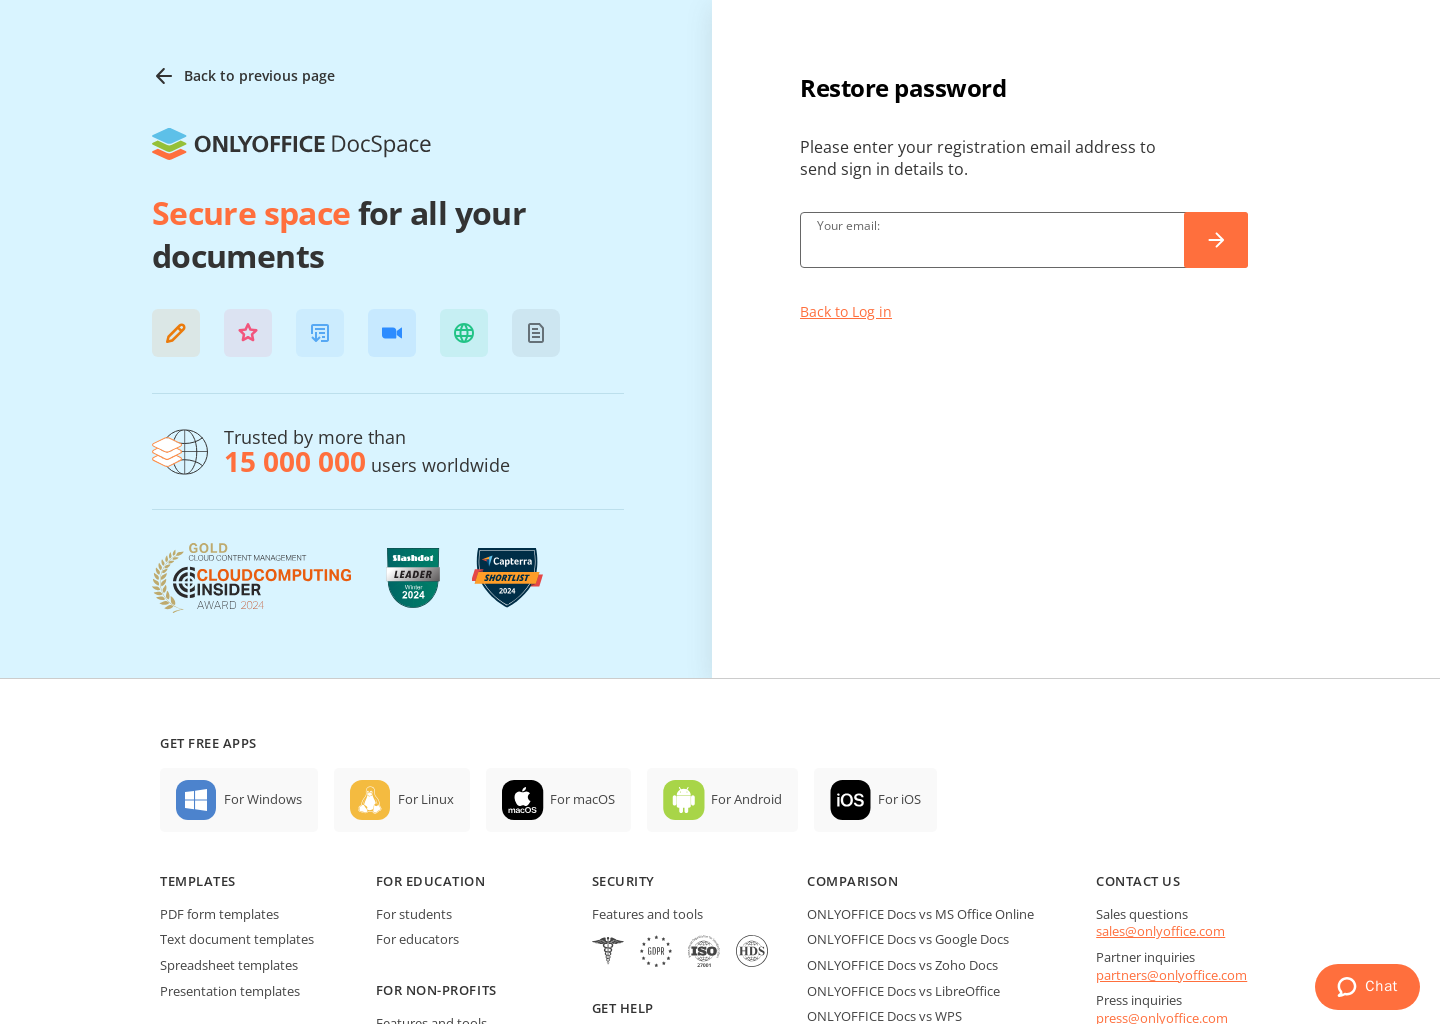 Back to previous page
ONLYOFFICE DocSpace
Secure space for all your
documents
Trusted by more than
15 000 000 users worldwide
GOLD
CLOUD CONTENT MANAGEMENT
CLOUDCOMPUTING
INSIDER
AWARD 2024
Slashdot
LEADER
Winter
2024
Capterra
SHORTLIST
2024
Restore password
Please enter your registration email address to
send sign in details to.
Your email:
Back to Log in
GET FREE APPS
For Windows
For Linux
macOS
For macOS
For Android
iOS
For iOS
TEMPLATES
PDF form templates
Text document templates
Spreadsheet templates
Presentation templates
FOR EDUCATION
For students
For educators
FOR NON-PROFITS
Features and tools
SECURITY
Features and tools
GDPR
ISO
27001
HDS
GET HELP
COMPARISON
ONLYOFFICE Docs vs MS Office Online
ONLYOFFICE Docs vs Google Docs
ONLYOFFICE Docs vs Zoho Docs
ONLYOFFICE Docs vs LibreOffice
ONLYOFFICE Docs vs WPS
CONTACT US
Sales questions
sales@onlyoffice.com
Partner inquiries
partners@onlyoffice.com
Press inquiries
press@onlyoffice.com
Chat